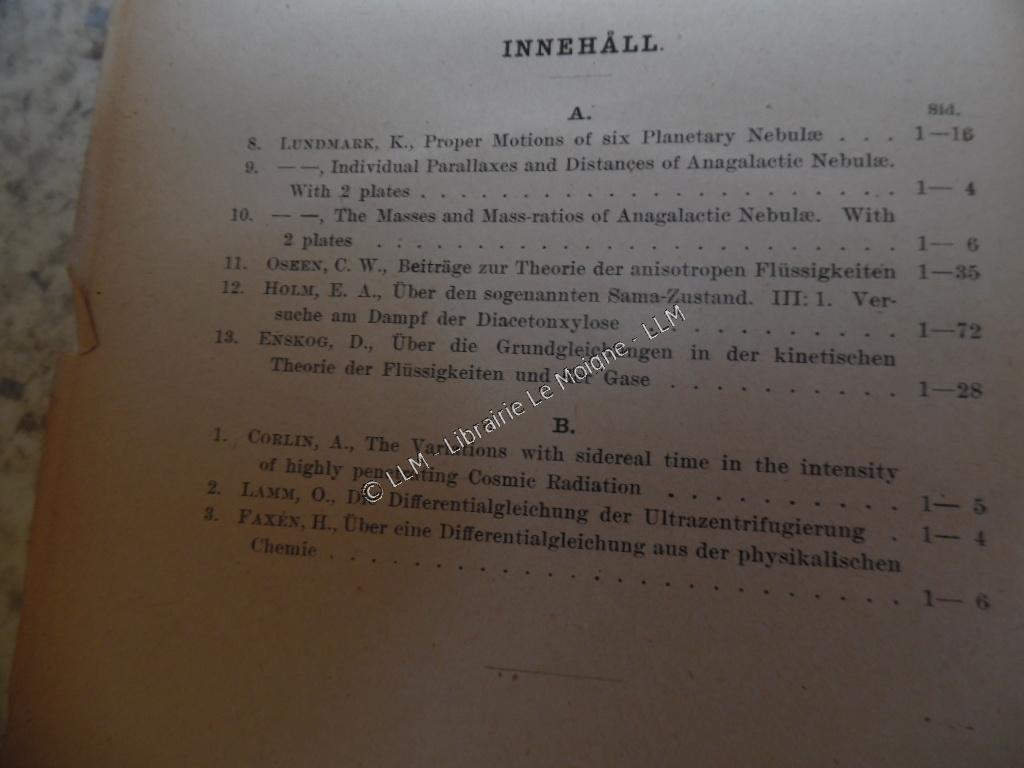 INNEHÅLL.
A.
Sid.
8. LUNDMARK, K., Proper Motions of six Planetary Nebulæ . . . 1—16
9. — —, Individual Parallaxes and Distances of Anagalactic Nebulæ.
With 2 plates . . . . . . . . . . . . . . . . . . . . . . 1— 4
10. — —, The Masses and Mass-ratios of Anagalactic Nebulæ. With
2 plates . . . . . . . . . . . . . . . . . . . . . . . . 1— 6
11. OSEEN, C. W., Beiträge zur Theorie der anisotropen Flüssigkeiten 1—35
12. HOLM, E. A., Über den sogenannten Sama-Zustand. III: 1. Ver-
suche am Dampf der Diacetonxylose . . . . . . . . . . 1—72
13. ENSKOG, D., Über die Grundgleichungen in der kinetischen
Theorie der Flüssigkeiten und der Gase . . . . . . . . . 1—28
B.
1. CORLIN, A., The Variations with sidereal time in the intensity
of highly penetrating Cosmic Radiation . . . . . . . . . 1— 5
2. LAMM, O., Die Differentialgleichung der Ultrazentrifugierung . 1— 4
3. FAXÉN, H., Über eine Differentialgleichung aus der physikalischen
Chemie . . . . . . . . . . . . . . . . . . . . . . . . 1— 6
© LLM - Librairie Le Moigne - LLM